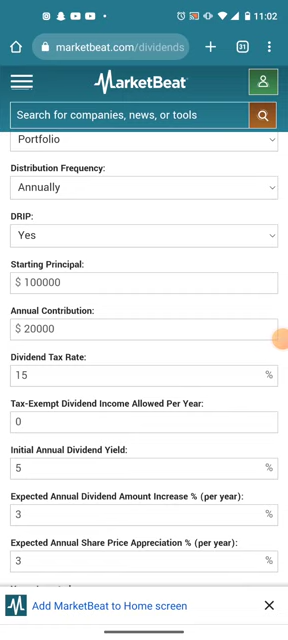 11:02
marketbeat.com/dividends
31
MarketBeat
Search for companies, news, or tools
Portfolio
Distribution Frequency:
Annually
DRIP:
Yes
Starting Principal:
$ 100000
Annual Contribution:
$ 20000
Dividend Tax Rate:
15 %
Tax-Exempt Dividend Income Allowed Per Year:
0
Initial Annual Dividend Yield:
5 %
Expected Annual Dividend Amount Increase % (per year):
3 %
Expected Annual Share Price Appreciation % (per year):
3 %
Add MarketBeat to Home screen